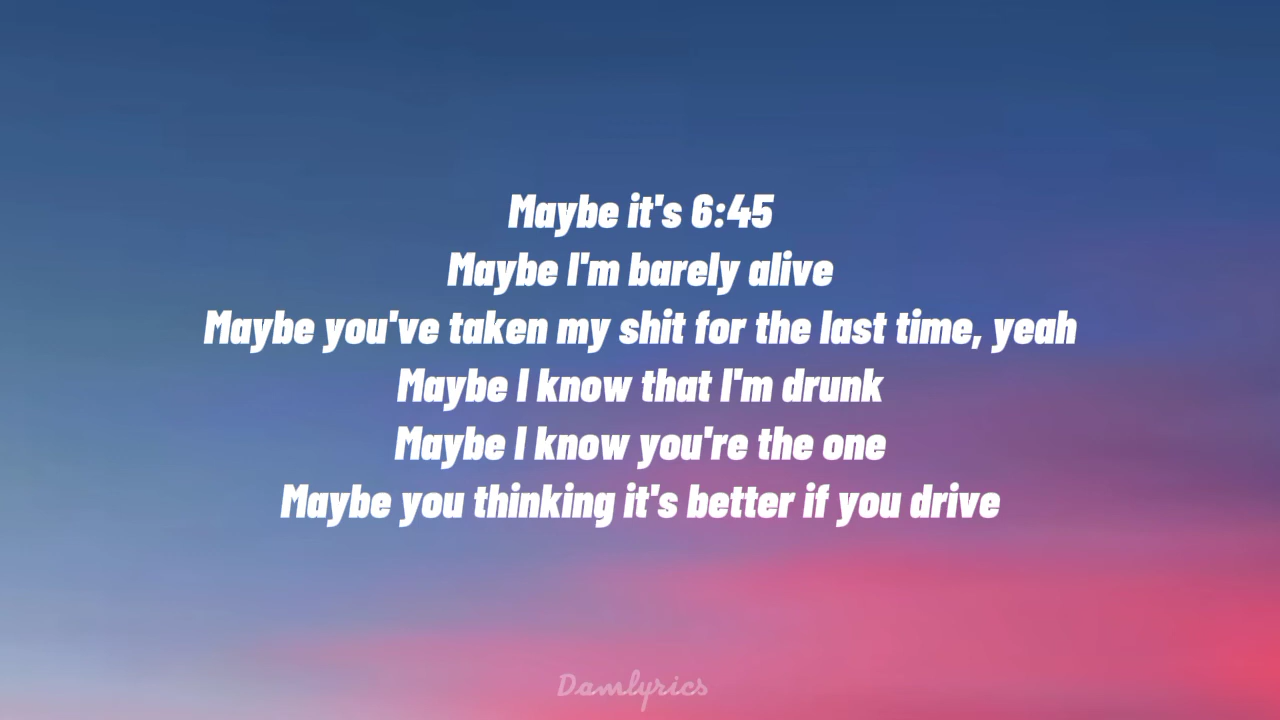 Maybe it's 6:45
Maybe I'm barely alive
Maybe you've taken my shit for the last time, yeah
Maybe I know that I'm drunk
Maybe I know you're the one
Maybe you thinking it's better if you drive
Damlyrics